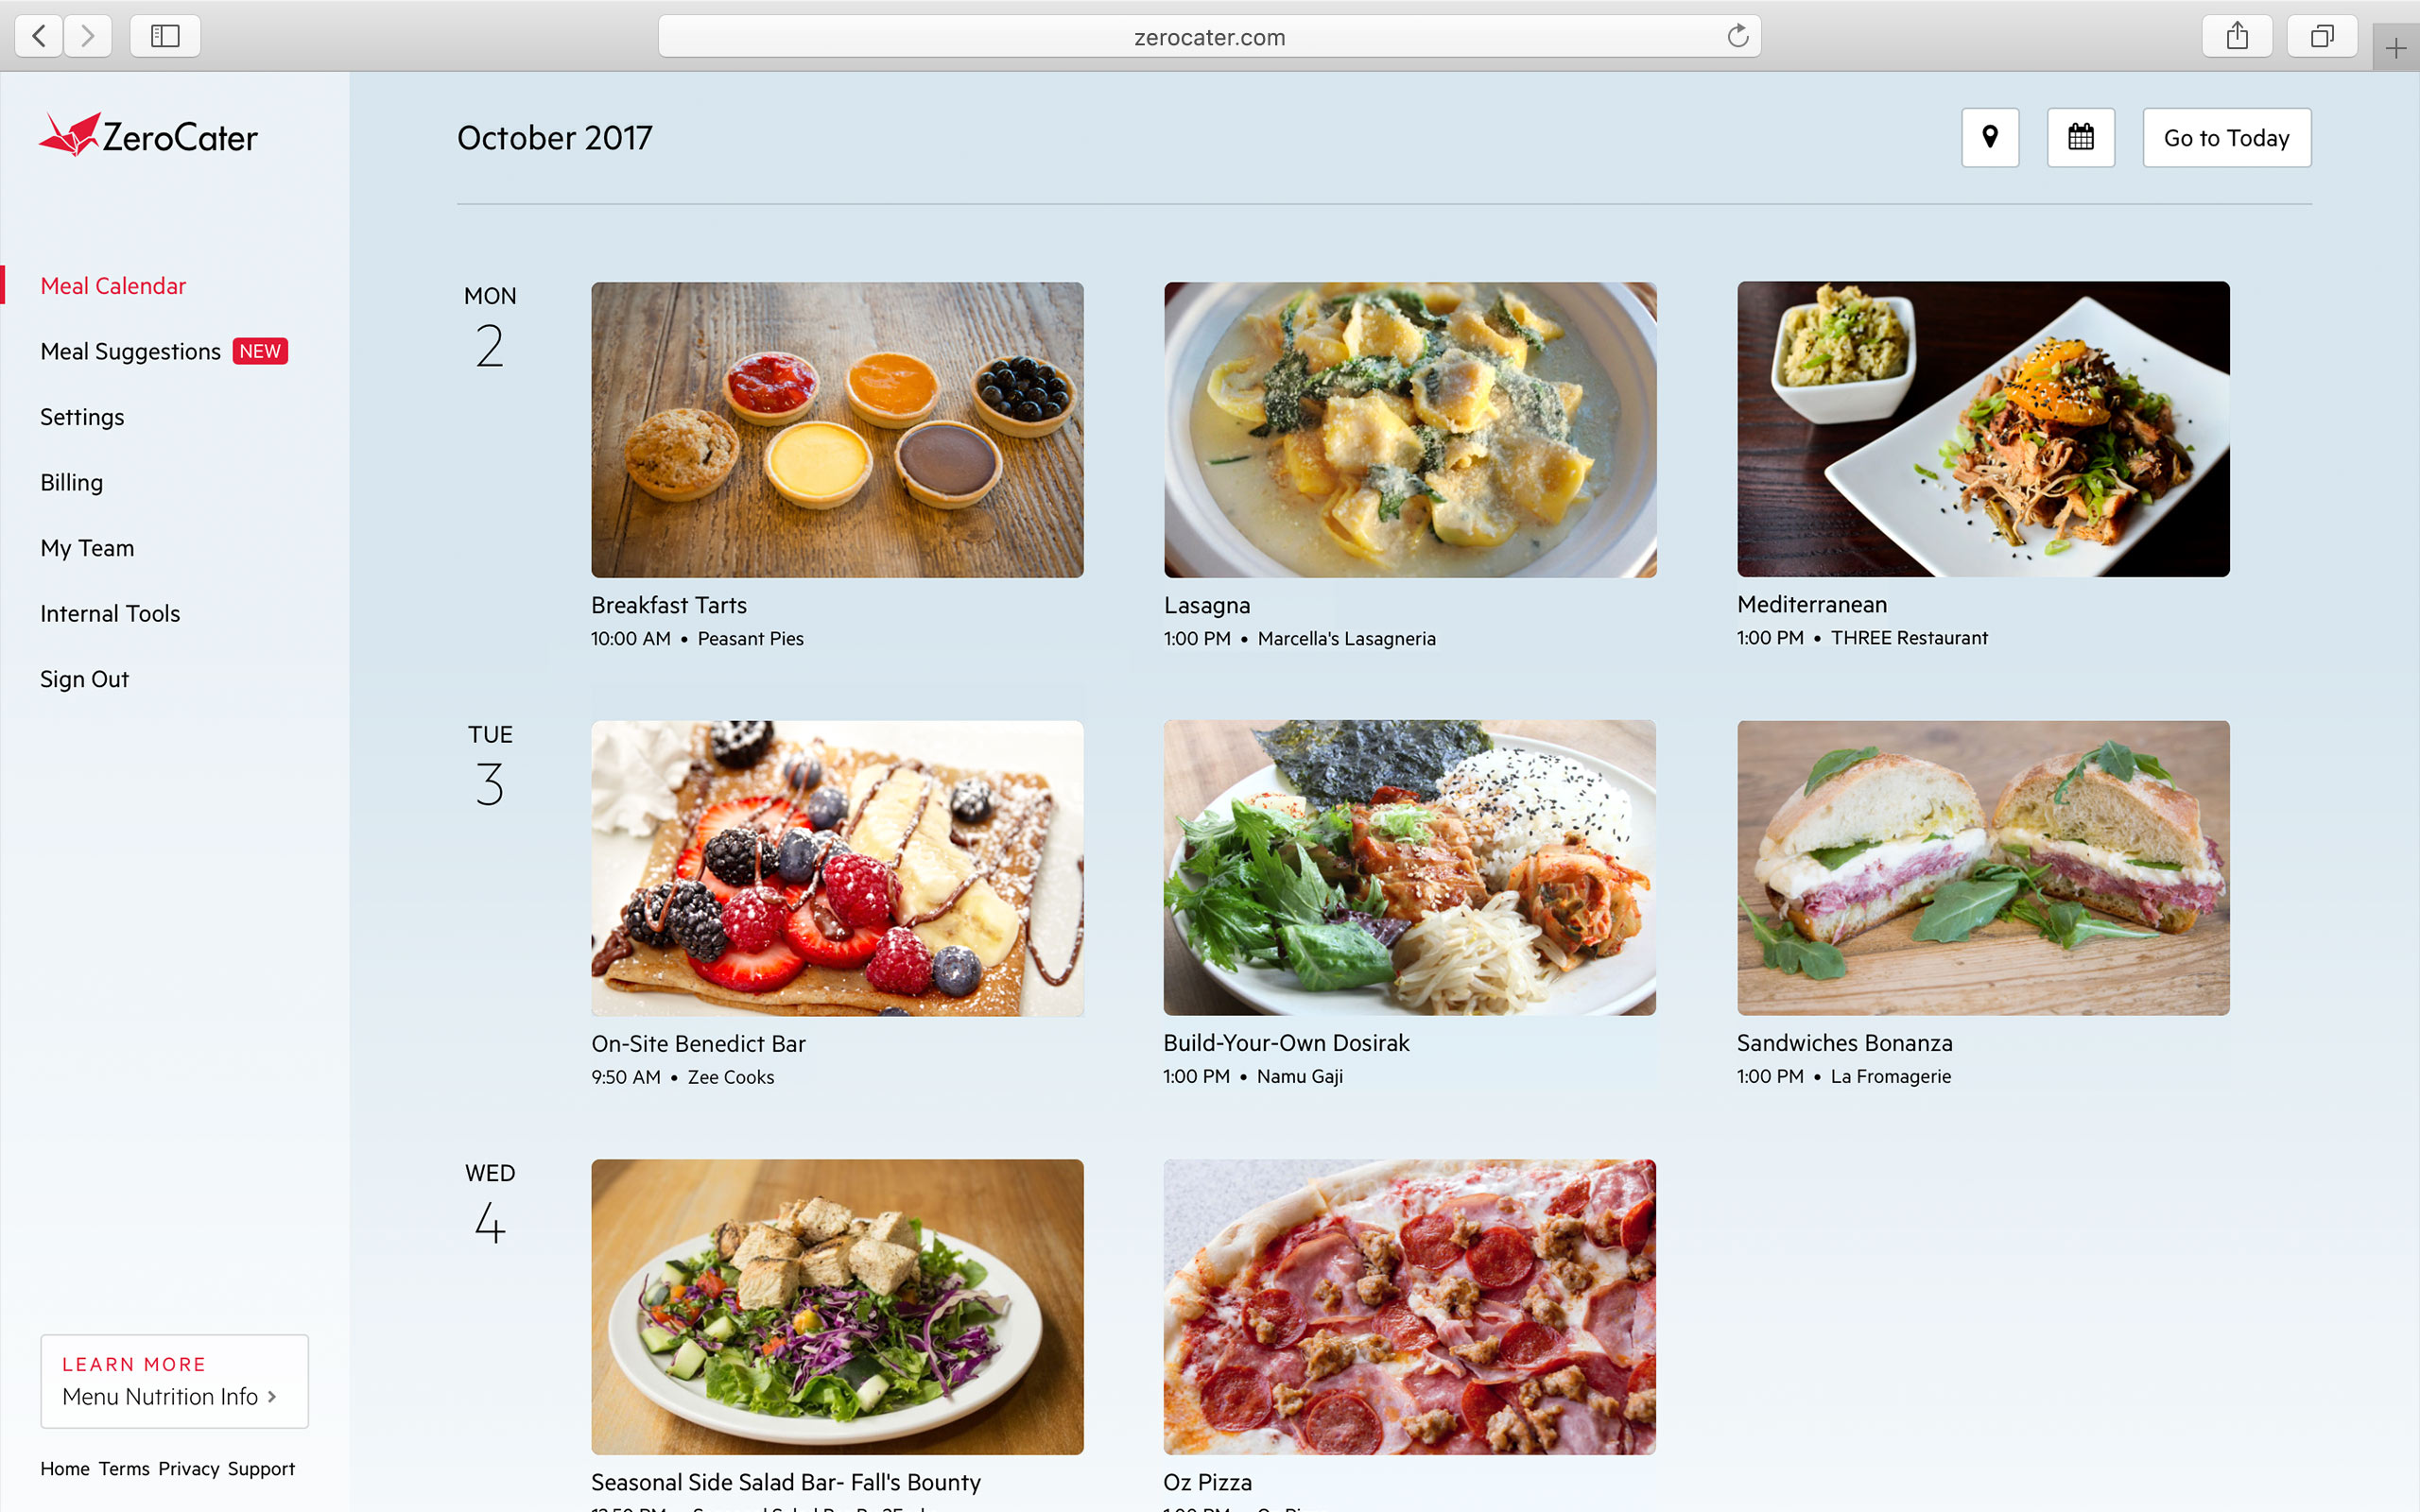 zerocater.com
ZeroCater
October 2017
Go to Today
Meal Calendar
Meal Suggestions NEW
Settings
Billing
My Team
Internal Tools
Sign Out
MON
2
Breakfast Tarts
10:00 AM • Peasant Pies
Lasagna
1:00 PM • Marcella's Lasagneria
Mediterranean
1:00 PM • THREE Restaurant
TUE
3
On-Site Benedict Bar
9:50 AM • Zee Cooks
Build-Your-Own Dosirak
1:00 PM • Namu Gaji
Sandwiches Bonanza
1:00 PM • La Fromagerie
WED
4
Seasonal Side Salad Bar- Fall's Bounty
Oz Pizza
LEARN MORE
Menu Nutrition Info >
Home Terms Privacy Support